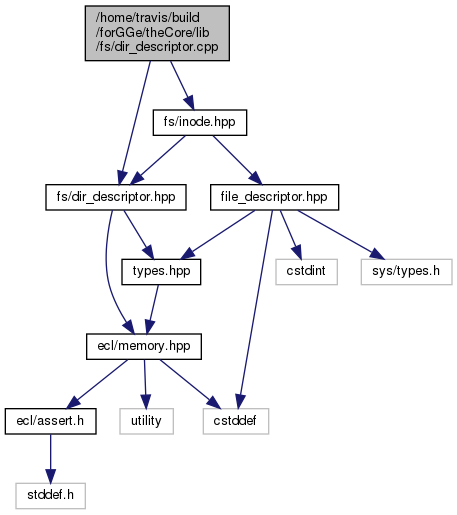 /home/travis/build
/forGGe/theCore/lib
/fs/dir_descriptor.cpp
fs/inode.hpp
fs/dir_descriptor.hpp
file_descriptor.hpp
types.hpp
cstdint
sys/types.h
ecl/memory.hpp
ecl/assert.h
utility
cstddef
stddef.h